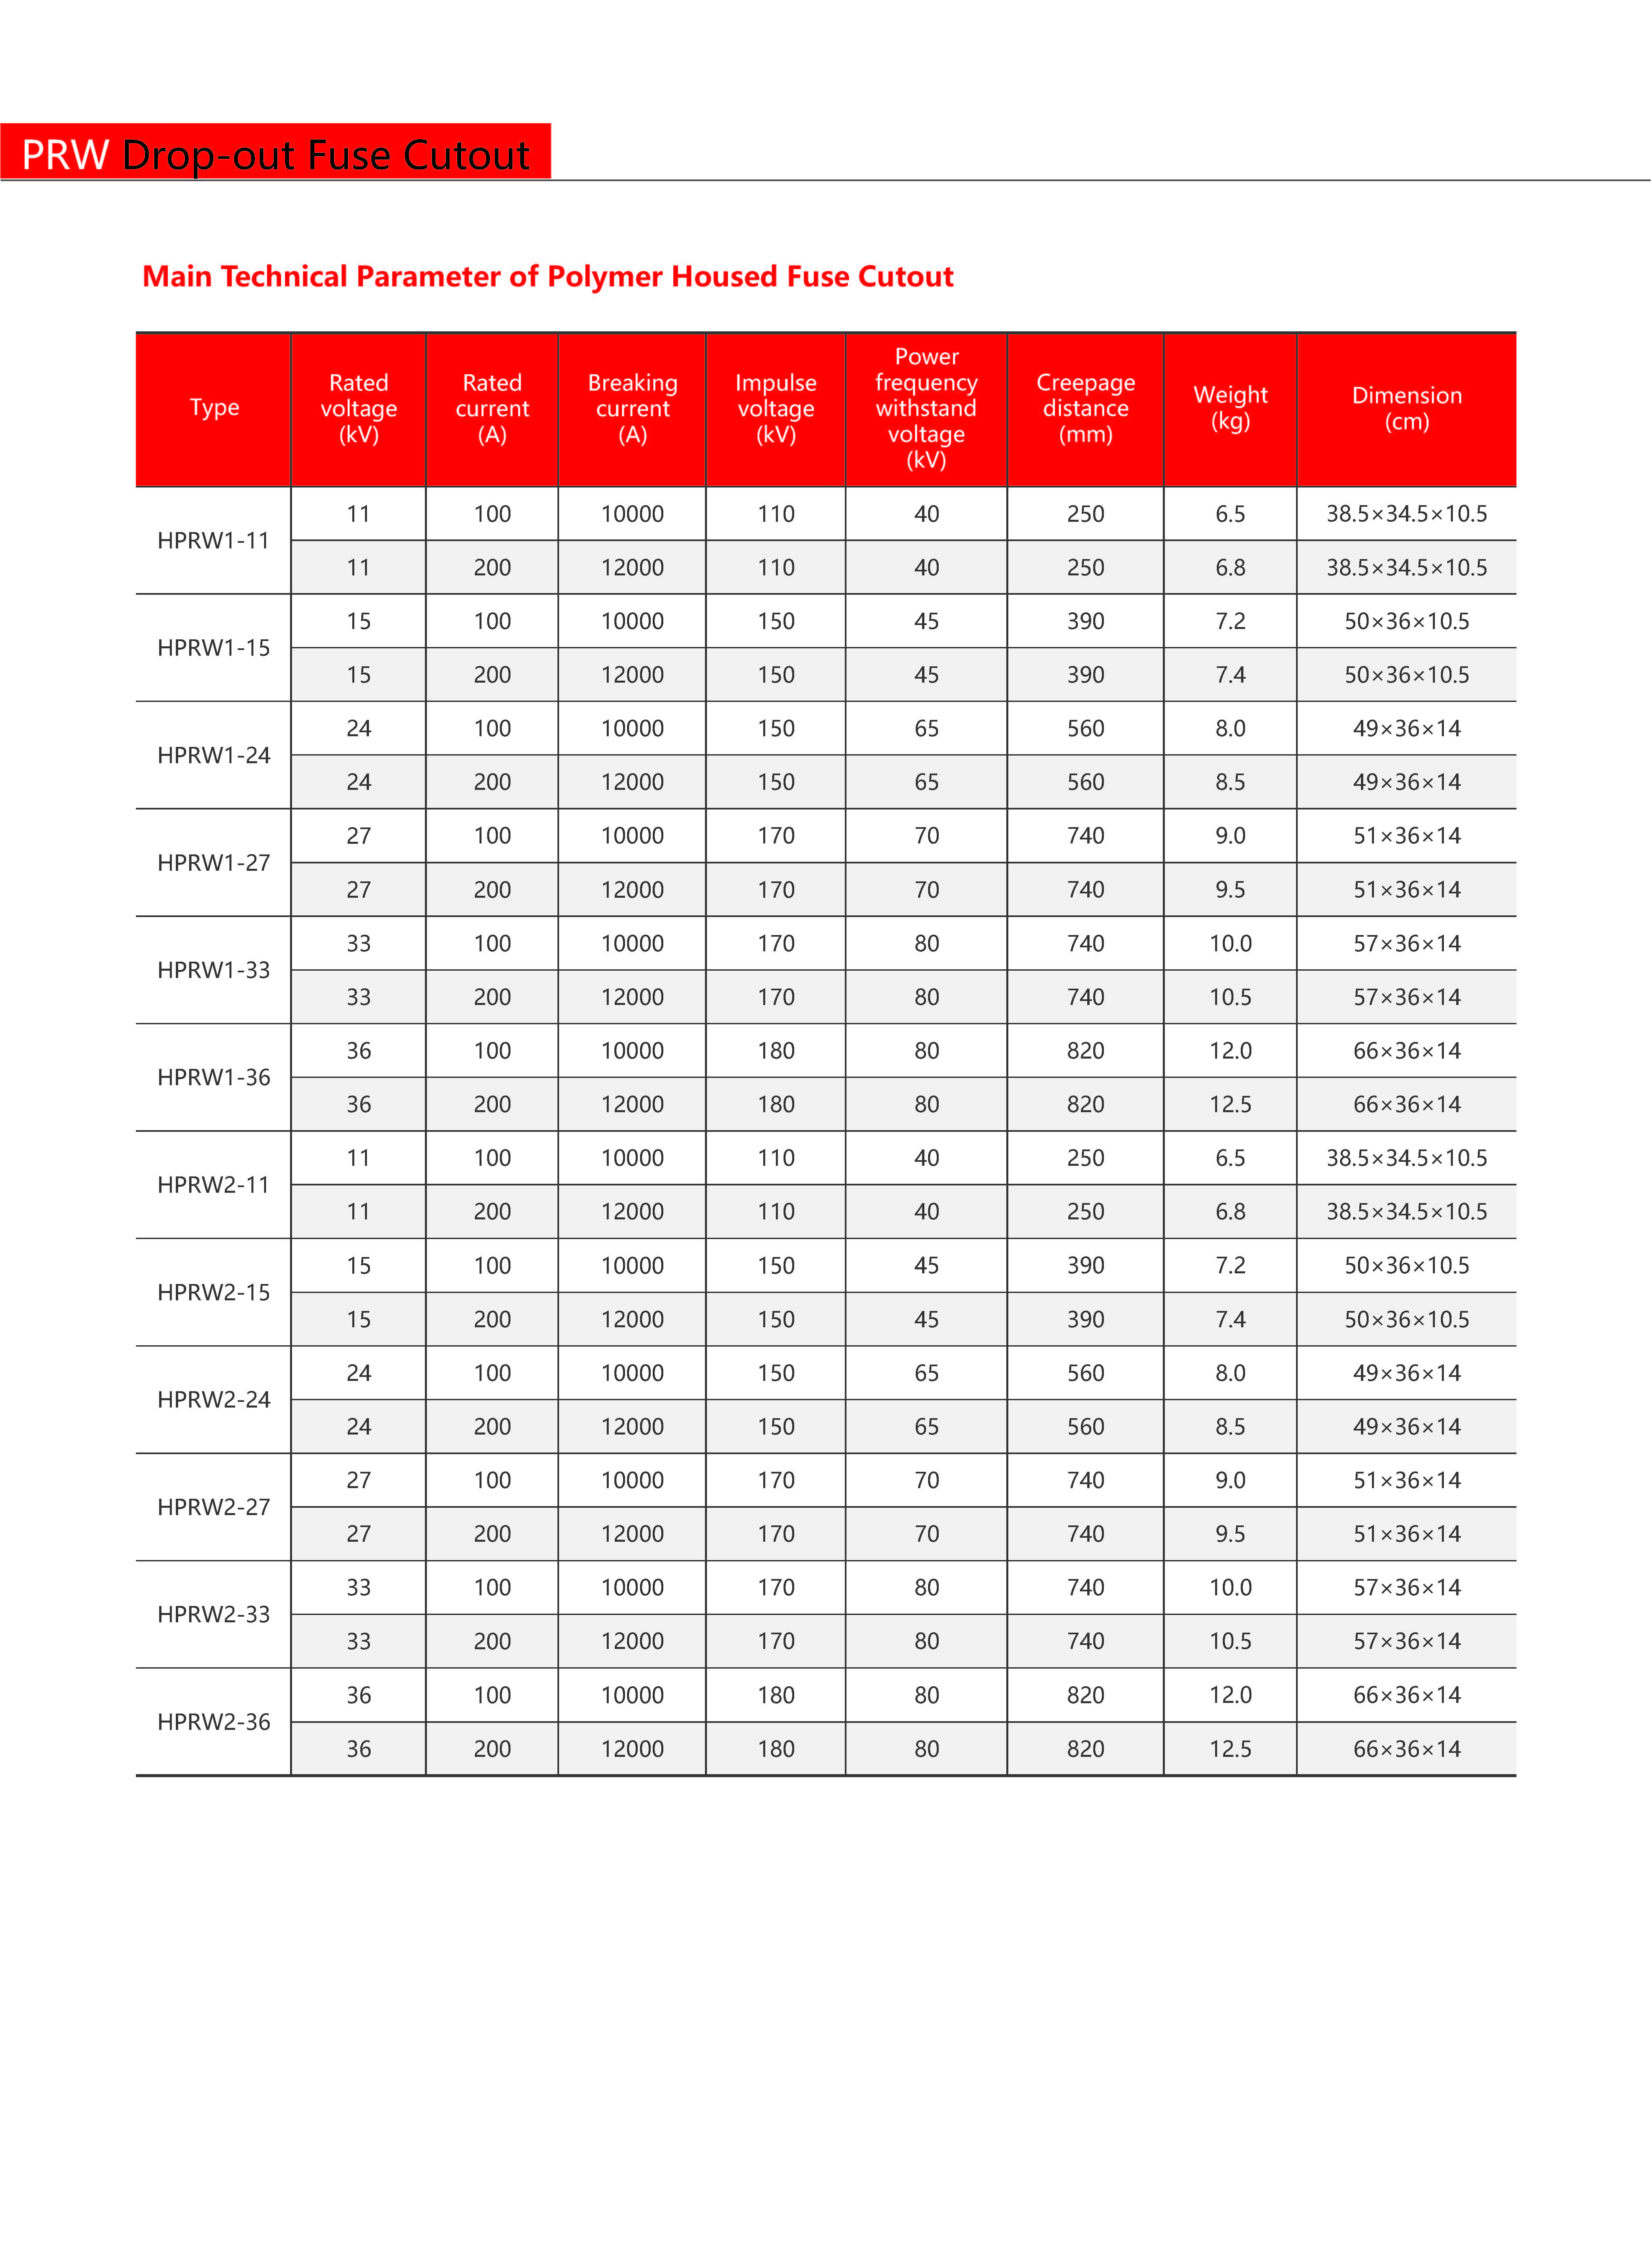 PRW Drop-out Fuse Cutout
Main Technical Parameter of Polymer Housed Fuse Cutout
Type Rated voltage (kV) Rated current (A) Breaking current (A) Impulse voltage (kV) Power frequency withstand voltage (kV) Creepage distance (mm) Weight (kg) Dimension (cm)
HPRW1-11 11 100 10000 110 40 250 6.5 38.5×34.5×10.5
11 200 12000 110 40 250 6.8 38.5×34.5×10.5
HPRW1-15 15 100 10000 150 45 390 7.2 50×36×10.5
15 200 12000 150 45 390 7.4 50×36×10.5
HPRW1-24 24 100 10000 150 65 560 8.0 49×36×14
24 200 12000 150 65 560 8.5 49×36×14
HPRW1-27 27 100 10000 170 70 740 9.0 51×36×14
27 200 12000 170 70 740 9.5 51×36×14
HPRW1-33 33 100 10000 170 80 740 10.0 57×36×14
33 200 12000 170 80 740 10.5 57×36×14
HPRW1-36 36 100 10000 180 80 820 12.0 66×36×14
36 200 12000 180 80 820 12.5 66×36×14
HPRW2-11 11 100 10000 110 40 250 6.5 38.5×34.5×10.5
11 200 12000 110 40 250 6.8 38.5×34.5×10.5
HPRW2-15 15 100 10000 150 45 390 7.2 50×36×10.5
15 200 12000 150 45 390 7.4 50×36×10.5
HPRW2-24 24 100 10000 150 65 560 8.0 49×36×14
24 200 12000 150 65 560 8.5 49×36×14
HPRW2-27 27 100 10000 170 70 740 9.0 51×36×14
27 200 12000 170 70 740 9.5 51×36×14
HPRW2-33 33 100 10000 170 80 740 10.0 57×36×14
33 200 12000 170 80 740 10.5 57×36×14
HPRW2-36 36 100 10000 180 80 820 12.0 66×36×14
36 200 12000 180 80 820 12.5 66×36×14